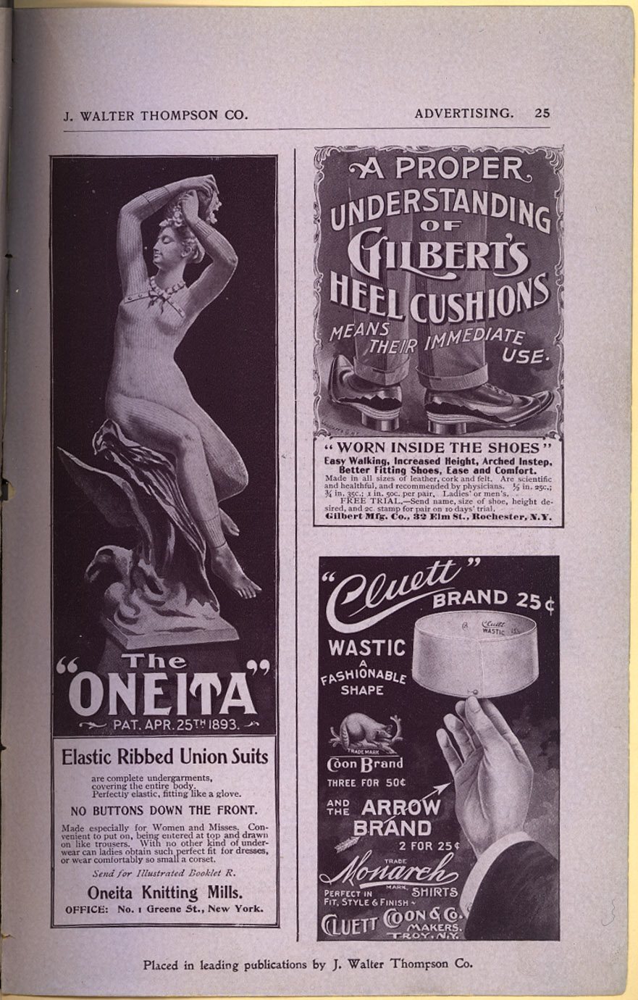 J. WALTER THOMPSON CO. ADVERTISING. 25
The
"ONEITA"
PAT. APR. 25TH 1893.
Elastic Ribbed Union Suits
are complete undergarments,
covering the entire body.
Perfectly elastic, fitting like a glove.
NO BUTTONS DOWN THE FRONT.
Made especially for Women and Misses. Con-
venient to put on, being entered at top and drawn
on like trousers. With no other kind of under-
wear can ladies obtain such perfect fit for dresses,
or wear comfortably so small a corset.
Send for Illustrated Booklet R.
Oneita Knitting Mills.
OFFICE: No. 1 Greene St., New York.
A PROPER
UNDERSTANDING
OF
GILBERT'S
HEEL CUSHIONS
MEANS
THEIR IMMEDIATE
USE.
"WORN INSIDE THE SHOES"
Easy Walking, Increased Height, Arched Instep,
Better Fitting Shoes, Ease and Comfort.
Made in all sizes of leather, cork and felt. Are scientific
and healthful, and recommended by physicians. ½ in. 25c.;
¾ in. 35c.; 1 in. 50c. per pair. Ladies' or men's.
FREE TRIAL.—Send name, size of shoe, height de-
sired, and 2c. stamp for pair on 10 days' trial.
Gilbert Mfg. Co., 32 Elm St., Rochester, N.Y.
"Cluett"
BRAND 25¢
Cluett
WASTIC
WASTIC
A
FASHIONABLE
SHAPE
TRADE MARK
Coon Brand
THREE FOR 50¢
AND THE ARROW
BRAND
2 FOR 25¢
TRADE
Monarch
MARK.
PERFECT IN SHIRTS
FIT, STYLE & FINISH~
CLUETT COON & CO.
MAKERS.
TROY, N.Y.
Placed in leading publications by J. Walter Thompson Co.